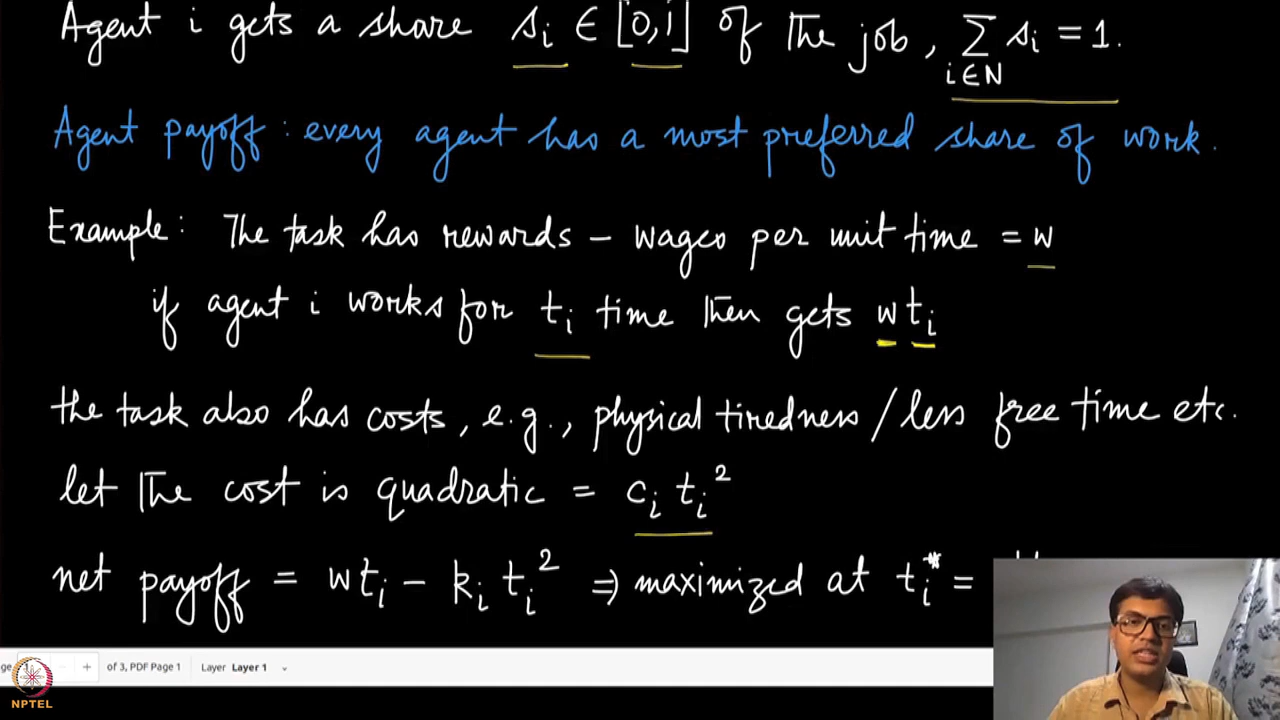 Agent i gets a share s_i ∈ [0,1] of the job, ∑_{i∈N} s_i = 1.
Agent payoff: every agent has a most preferred share of work.
Example: The task has rewards – wages per unit time = w
if agent i works for t_i time then gets w t_i
the task also has costs, e.g., physical tiredness / less free time etc.
let the cost is quadratic = c_i t_i^2
net payoff = w t_i – k_i t_i^2 ⇒ maximized at t_i^* =
ge
of 3, PDF Page 1
Layer Layer 1
NPTEL